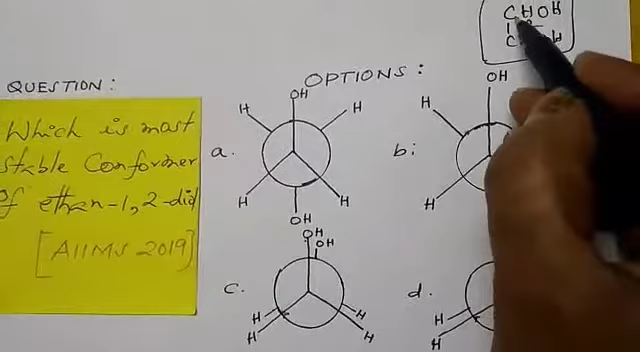 CHOH
C H
QUESTION:
OPTIONS:
Which is most
stable Conformer
of ethan-1,2-diol
[AIIMS 2019]
a.
OH
H H
H H
OH
b:
OH
H
H
c.
OH
OH
H H
H H
d.
H
H